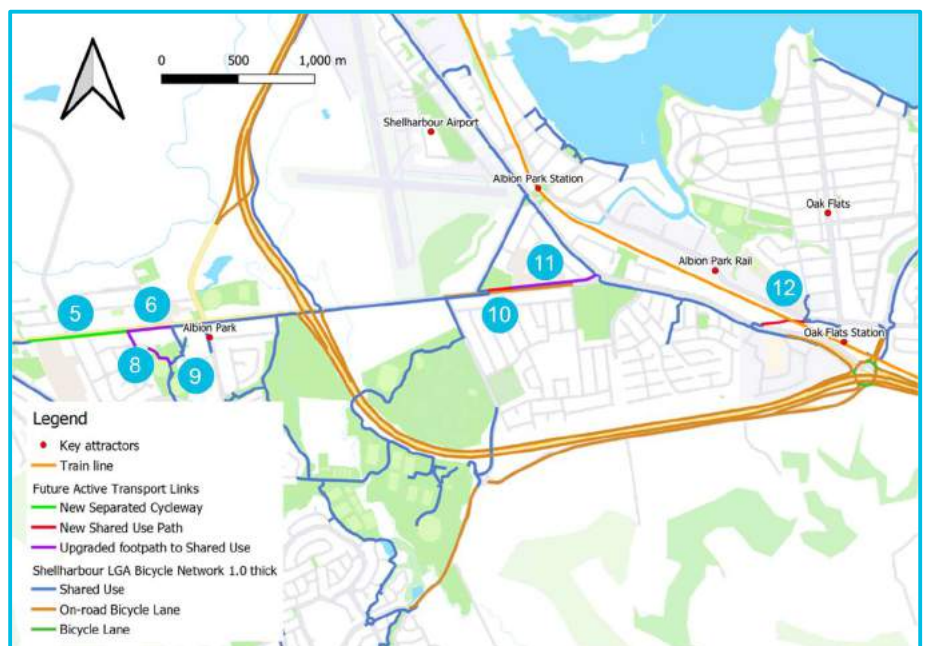 0 500 1,000 m
Shellharbour Airport
Albion Park Station
Oak Flats
Albion Park Rail
11
12
5
6
10
Albion Park
Oak Flats Station
8
9
Legend
Key attractors
Train line
Future Active Transport Links
New Separated Cycleway
New Shared Use Path
Upgraded footpath to Shared Use
Shellharbour LGA Bicycle Network 1.0 thick
Shared Use
On-road Bicycle Lane
Bicycle Lane